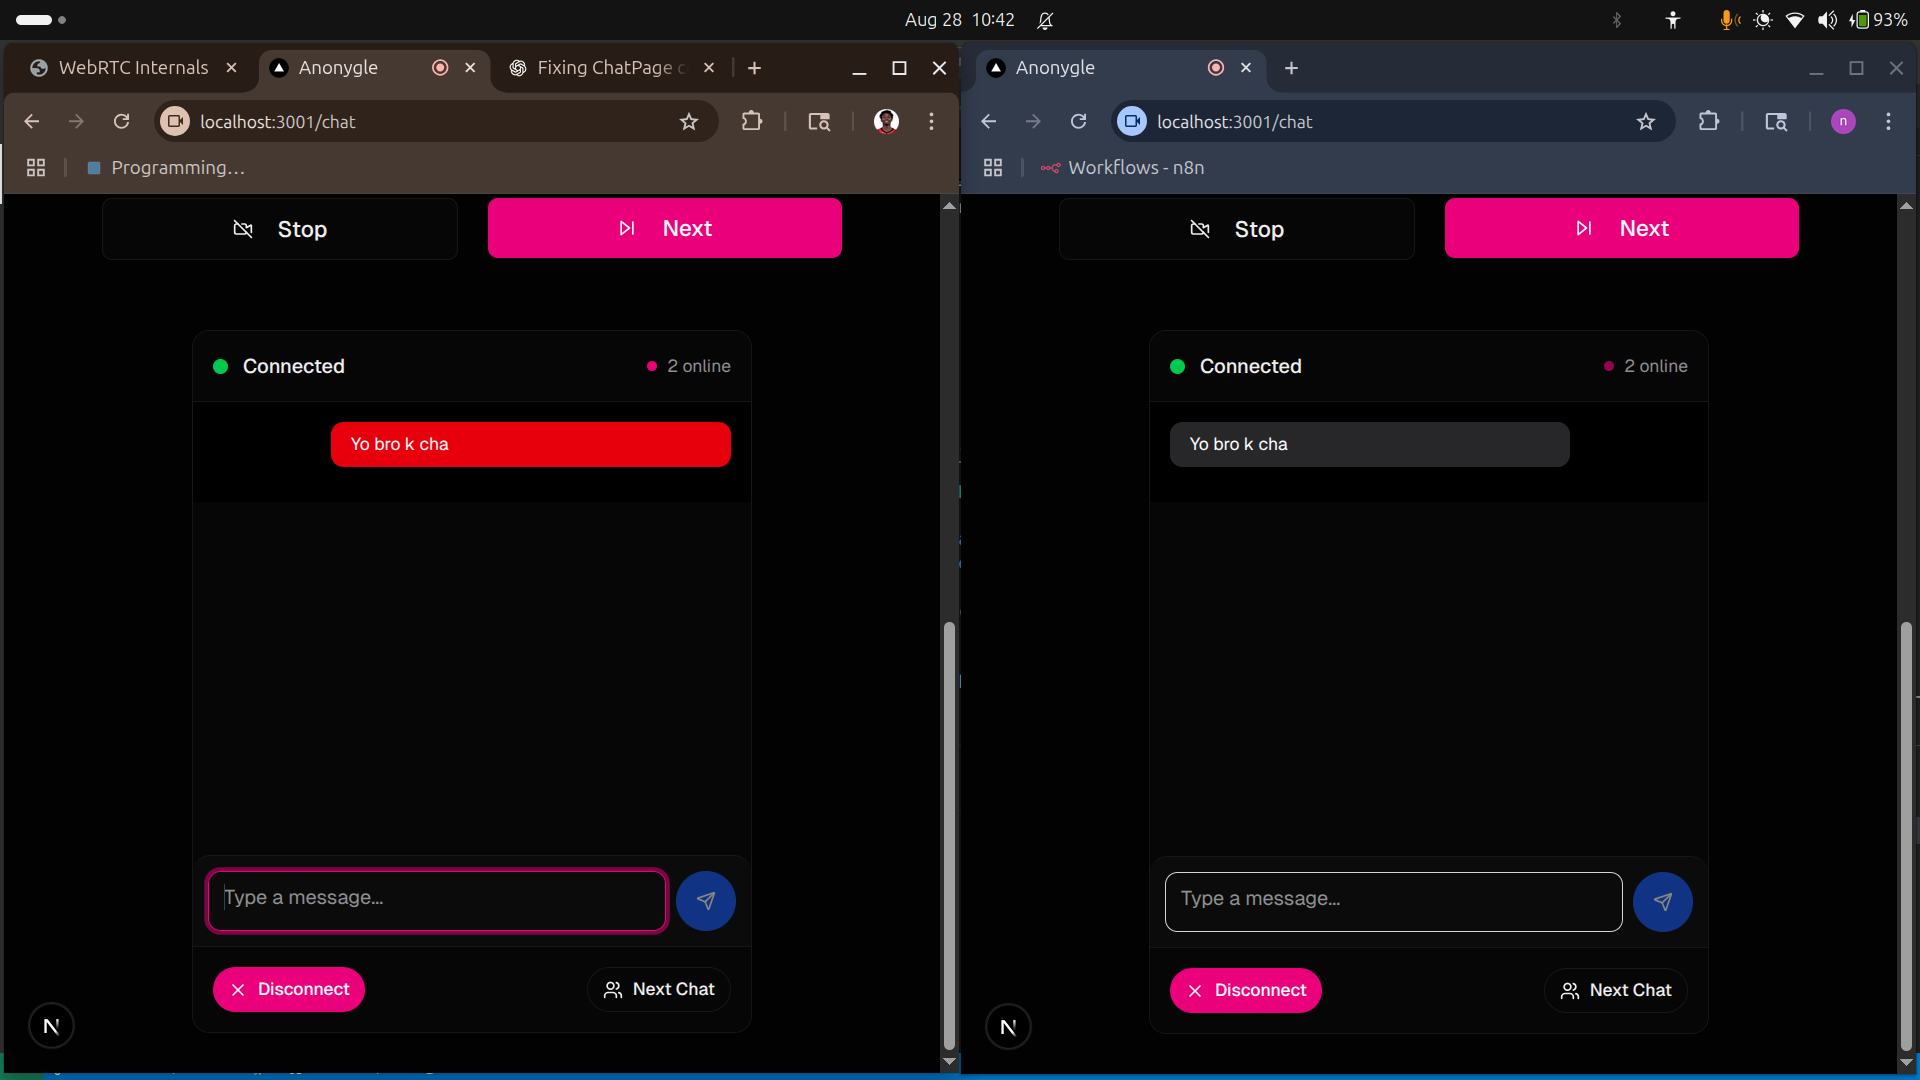 Aug 28 10:42
93%
WebRTC Internals
Anonygle
Fixing ChatPage c
localhost:3001/chat
Programming...
Stop
Next
Connected
2 online
Yo bro k cha
Type a message...
Disconnect
Next Chat
N
Anonygle
localhost:3001/chat
n
Workflows - n8n
Stop
Next
Connected
2 online
Yo bro k cha
Type a message...
Disconnect
Next Chat
N